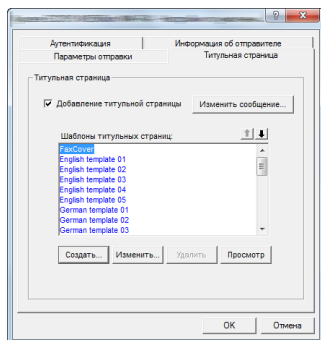 Аутентификация Информация об отправителе
Параметры отправки Титульная страница
Титульная страница
Добавление титульной страницы Изменить сообщение...
Шаблоны титульных страниц:
FaxCover
English template 01
English template 02
English template 03
English template 04
English template 05
German template 01
German template 02
German template 03
Создать... Изменить... Удалить Просмотр
OK Отмена